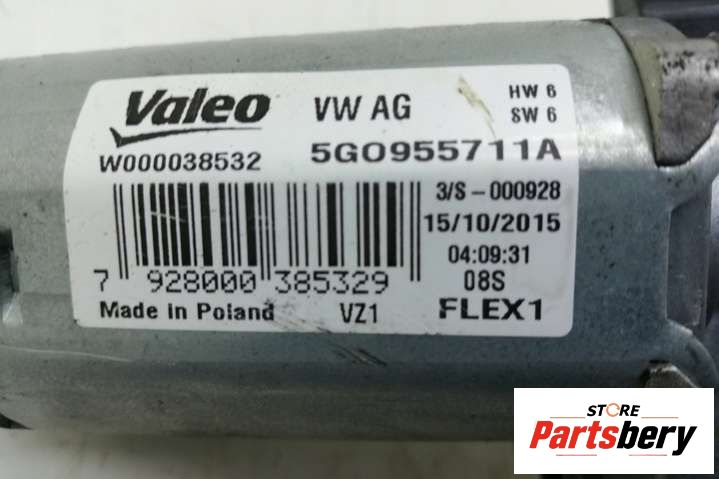 Valeo VW AG HW 6
SW 6
W000038532 5G0955711A
3/S-000928
15/10/2015
04:09:31
7 928000 385329 08S
Made in Poland VZ1 FLEX1
STORE
Partsbery